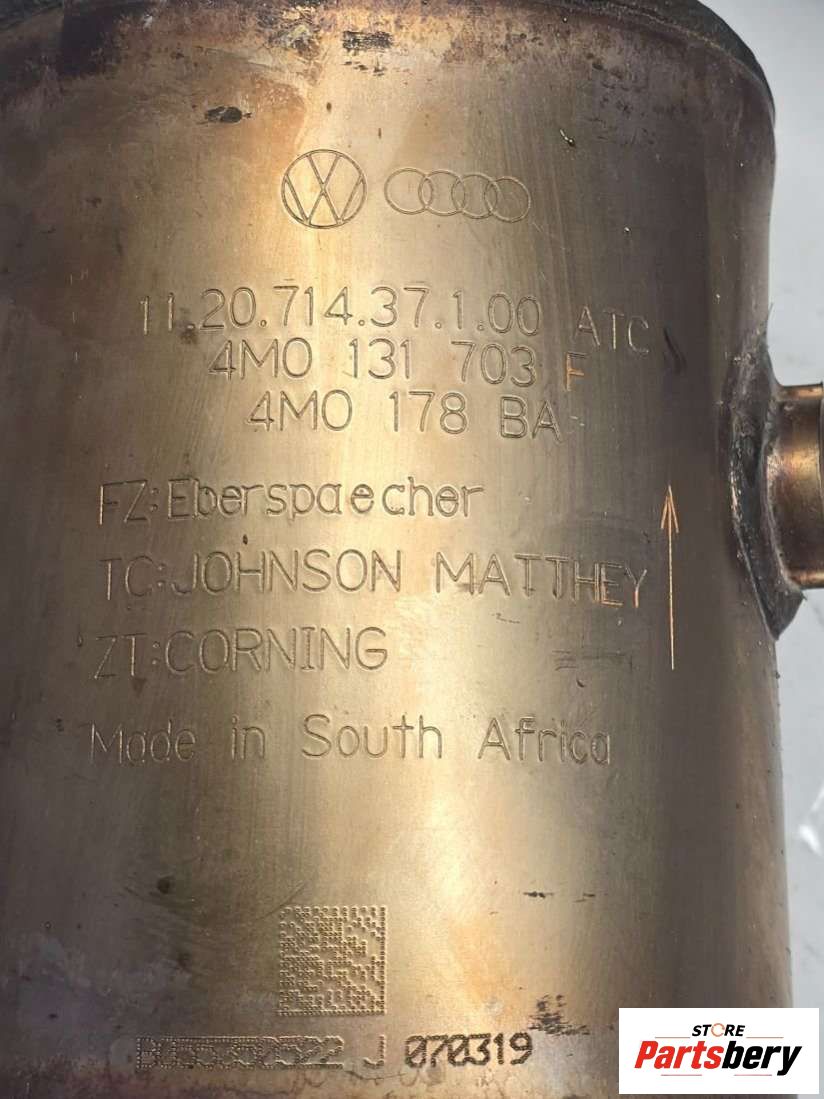 11.20.714.37.1.00 ATC
4M0 131 703 F
4M0 178 BA
FZ:Eberspaecher
TC:JOHNSON MATTHEY
ZT:CORNING
Made in South Africa
J 070319
STORE
Partsbery